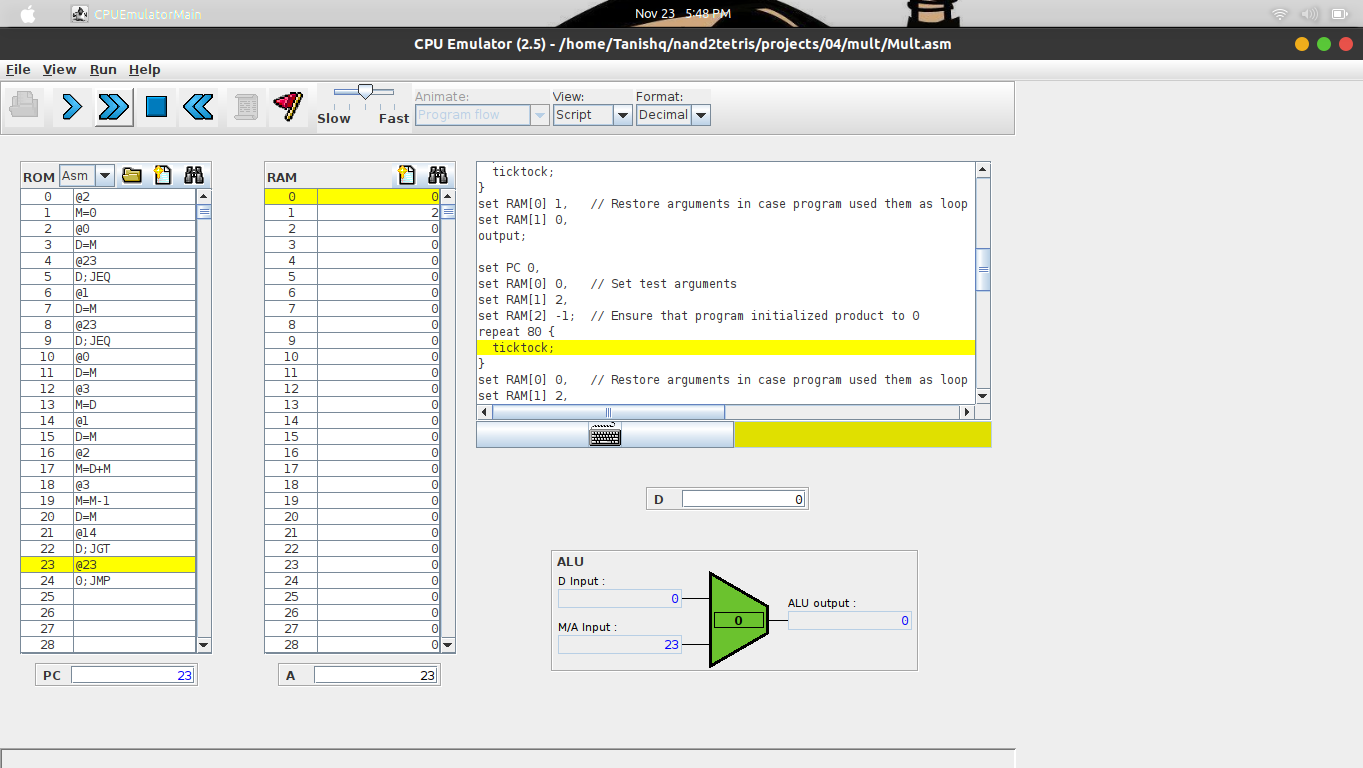 CPUEmulatorMain
Nov 23 5:48 PM
CPU Emulator (2.5) - /home/Tanishq/nand2tetris/projects/04/mult/Mult.asm
File View Run Help
Slow Fast
Animate:
Program flow
View:
Script
Format:
Decimal
ROM Asm
0 @2
1 M=0
2 @0
3 D=M
4 @23
5 D;JEQ
6 @1
7 D=M
8 @23
9 D;JEQ
10 @0
11 D=M
12 @3
13 M=D
14 @1
15 D=M
16 @2
17 M=D+M
18 @3
19 M=M-1
20 D=M
21 @14
22 D;JGT
23 @23
24 0;JMP
25
26
27
28
PC 23
RAM
0 0
1 2
2 0
3 0
4 0
5 0
6 0
7 0
8 0
9 0
10 0
11 0
12 0
13 0
14 0
15 0
16 0
17 0
18 0
19 0
20 0
21 0
22 0
23 0
24 0
25 0
26 0
27 0
28 0
A 23
ticktock;
}
set RAM[0] 1, // Restore arguments in case program used them as loop
set RAM[1] 0,
output;
set PC 0,
set RAM[0] 0, // Set test arguments
set RAM[1] 2,
set RAM[2] -1; // Ensure that program initialized product to 0
repeat 80 {
ticktock;
}
set RAM[0] 0, // Restore arguments in case program used them as loop
set RAM[1] 2,
D 0
ALU
D Input :
0
M/A Input :
23
0
ALU output :
0